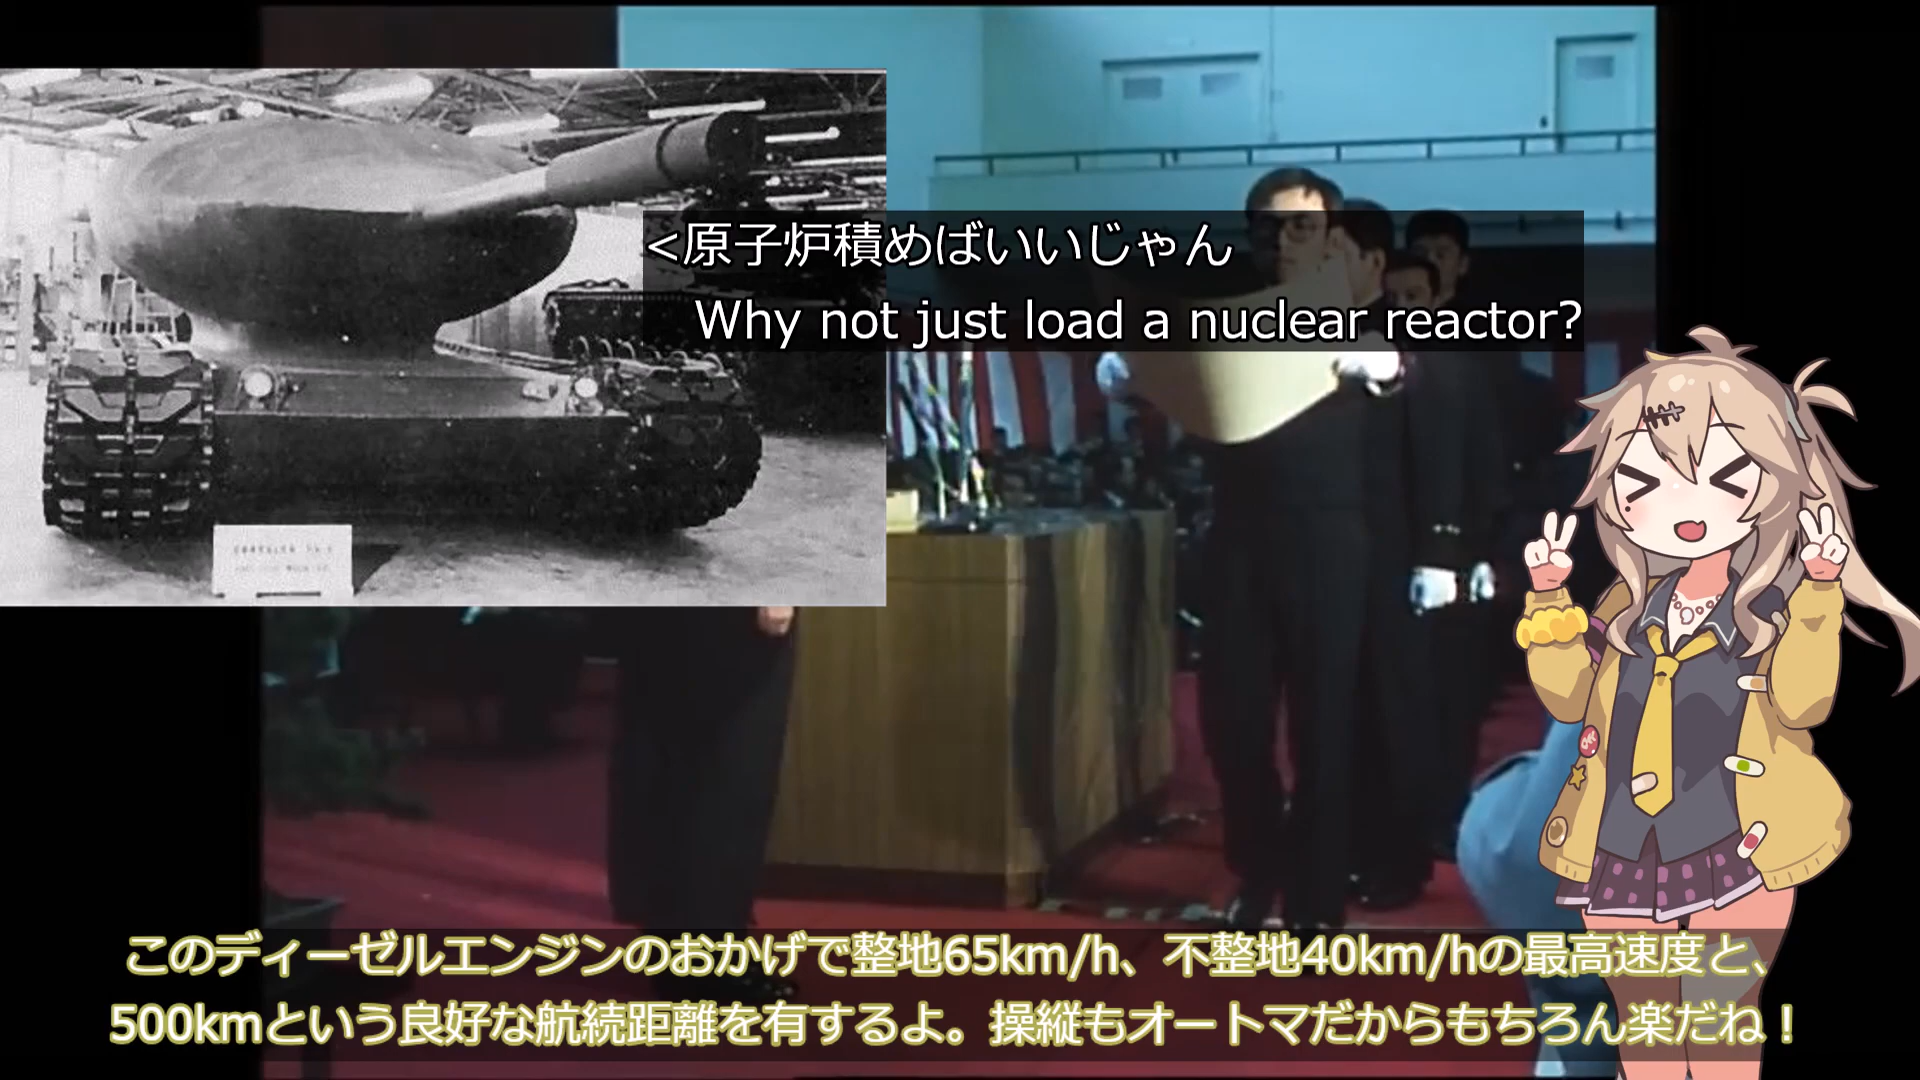 <原子炉積めばいいじゃん
Why not just load a nuclear reactor?
このディーゼルエンジンのおかげで整地65km/h、不整地40km/hの最高速度と、
500kmという良好な航続距離を有するよ。操縦もオートマだからもちろん楽だね！